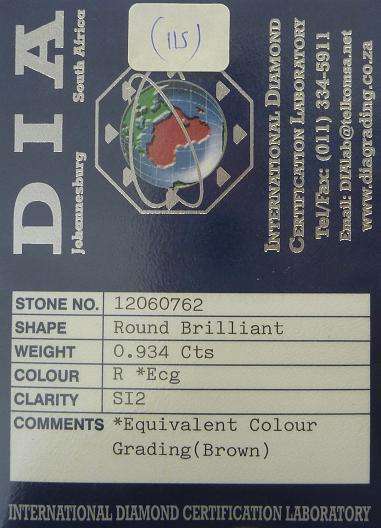 (115)
DIA
Johannesburg South Africa
INTERNATIONAL DIAMOND
CERTIFICATION LABORATORY
Tel/Fax: (011) 334-5911
Email: DIAlab@telkomsa.net
www.diagrading.co.za
STONE NO. 12060762
SHAPE Round Brilliant
WEIGHT 0.934 Cts
COLOUR R *Ecg
CLARITY SI2
COMMENTS *Equivalent Colour
Grading(Brown)
INTERNATIONAL DIAMOND CERTIFICATION LABORATORY